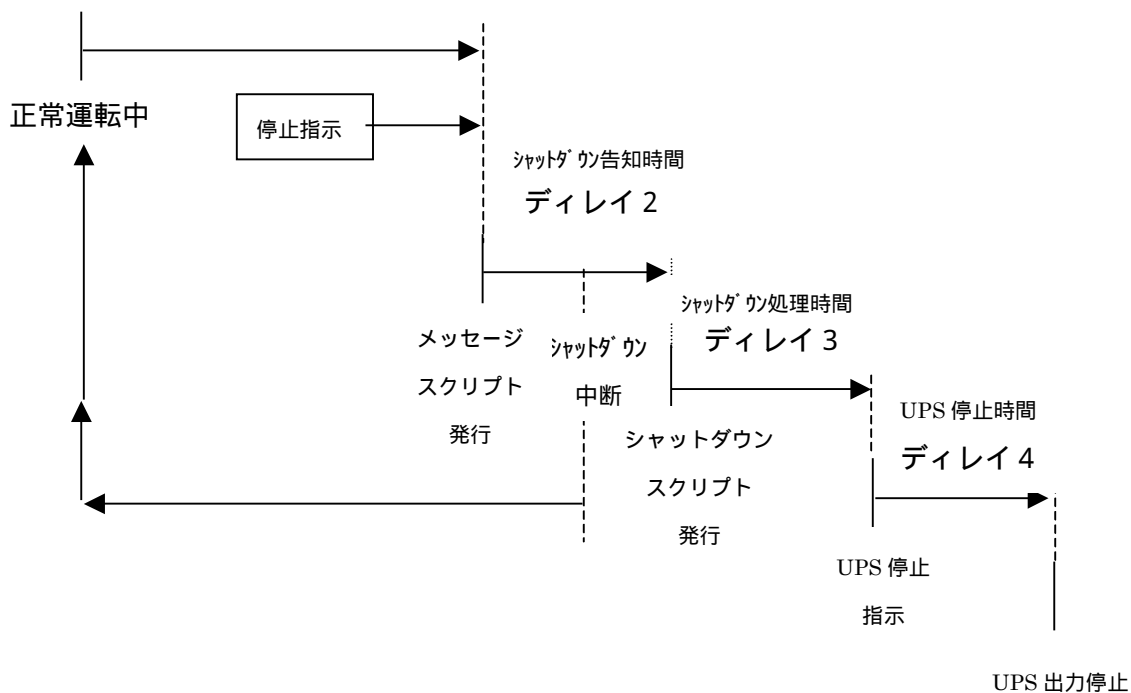 正常運転中
停止指示
ｼｬｯﾄﾀﾞｳﾝ告知時間
ディレイ 2
ｼｬｯﾄﾀﾞｳﾝ処理時間
ディレイ 3
メッセージ
スクリプト
発行
ｼｬｯﾄﾀﾞｳﾝ
中断
シャットダウン
スクリプト
発行
UPS 停止時間
ディレイ 4
UPS 停止
指示
UPS 出力停止